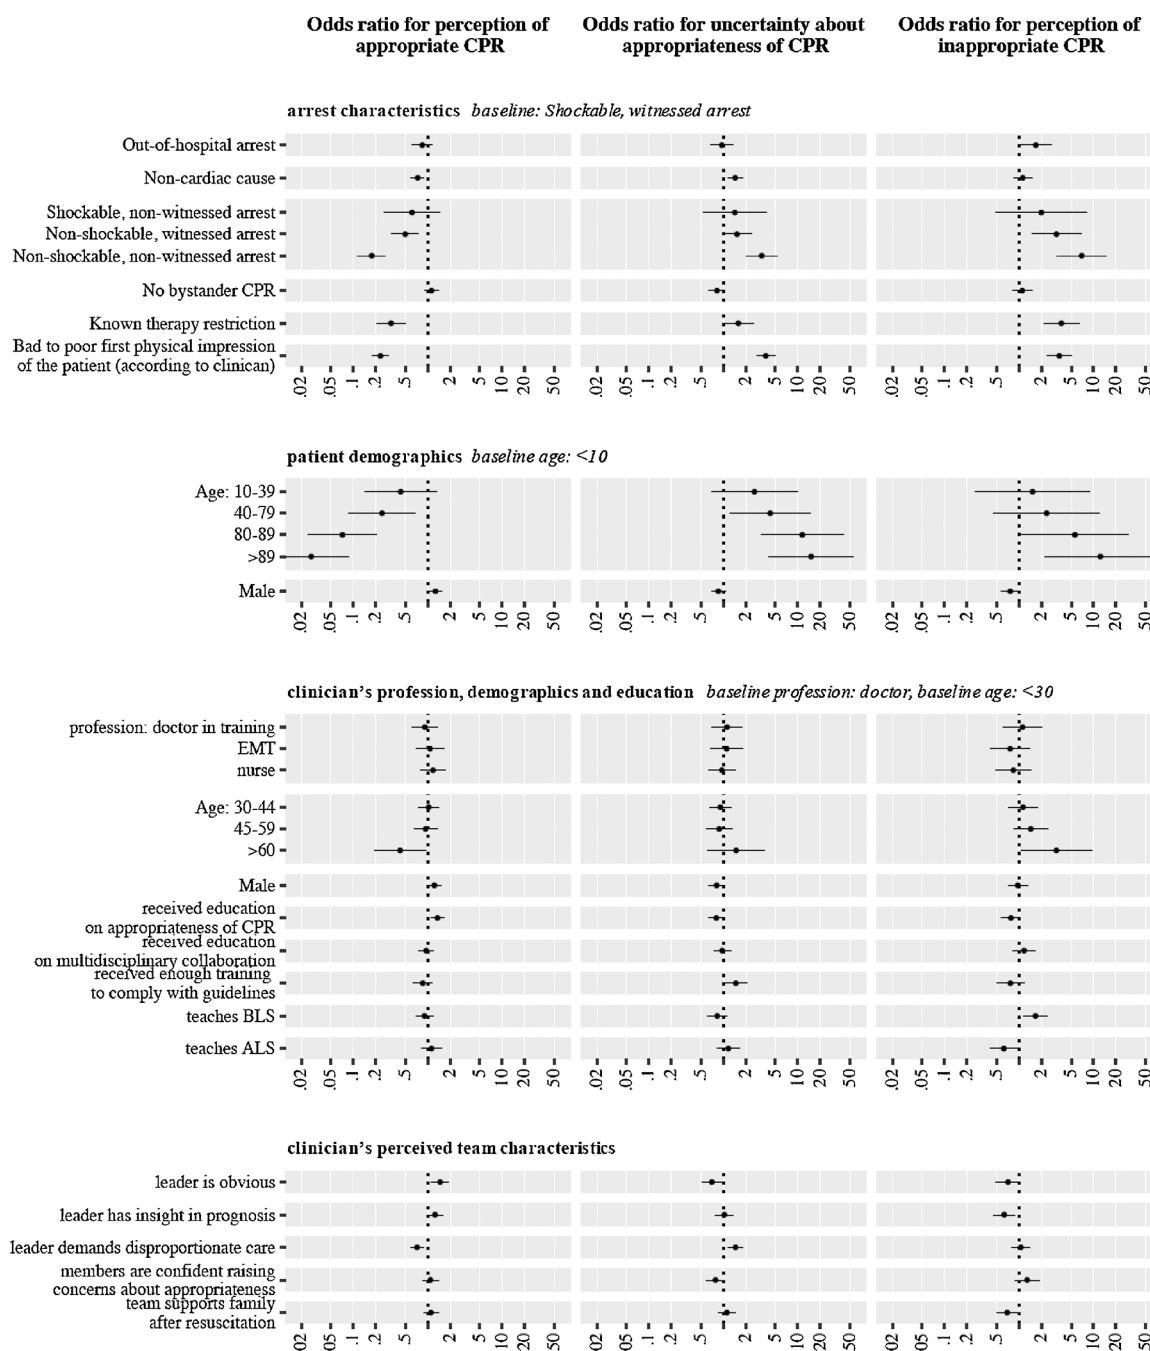 Odds ratio for perception of
appropriate CPR
Odds ratio for uncertainty about
appropriateness of CPR
Odds ratio for perception of
inappropriate CPR
arrest characteristics baseline: Shockable, witnessed arrest
Out-of-hospital arrest
Non-cardiac cause
Shockable, non-witnessed arrest
Non-shockable, witnessed arrest
Non-shockable, non-witnessed arrest
No bystander CPR
Known therapy restriction
Bad to poor first physical impression
of the patient (according to clinican)
.02 .05 .1 .2 .5 2 5 10 20 50 .02 .05 .1 .2 .5 2 5 10 20 50 .02 .05 .1 .2 .5 2 5 10 20 50
patient demographics baseline age: <10
Age: 10-39
40-79
80-89
>89
Male
.02 .05 .1 .2 .5 2 5 10 20 50 .02 .05 .1 .2 .5 2 5 10 20 50 .02 .05 .1 .2 .5 2 5 10 20 50
clinician's profession, demographics and education baseline profession: doctor, baseline age: <30
profession: doctor in training
EMT
nurse
Age: 30-44
45-59
>60
Male
received education
on appropriateness of CPR
received education
on multidisciplinary collaboration
received enough training
to comply with guidelines
teaches BLS
teaches ALS
.02 .05 .1 .2 .5 2 5 10 20 50 .02 .05 .1 .2 .5 2 5 10 20 50 .02 .05 .1 .2 .5 2 5 10 20 50
clinician's perceived team characteristics
leader is obvious
leader has insight in prognosis
leader demands disproportionate care
members are confident raising
concerns about appropriateness
team supports family
after resuscitation
.02 .05 .1 .2 .5 2 5 10 20 50 .02 .05 .1 .2 .5 2 5 10 20 50 .02 .05 .1 .2 .5 2 5 10 20 50